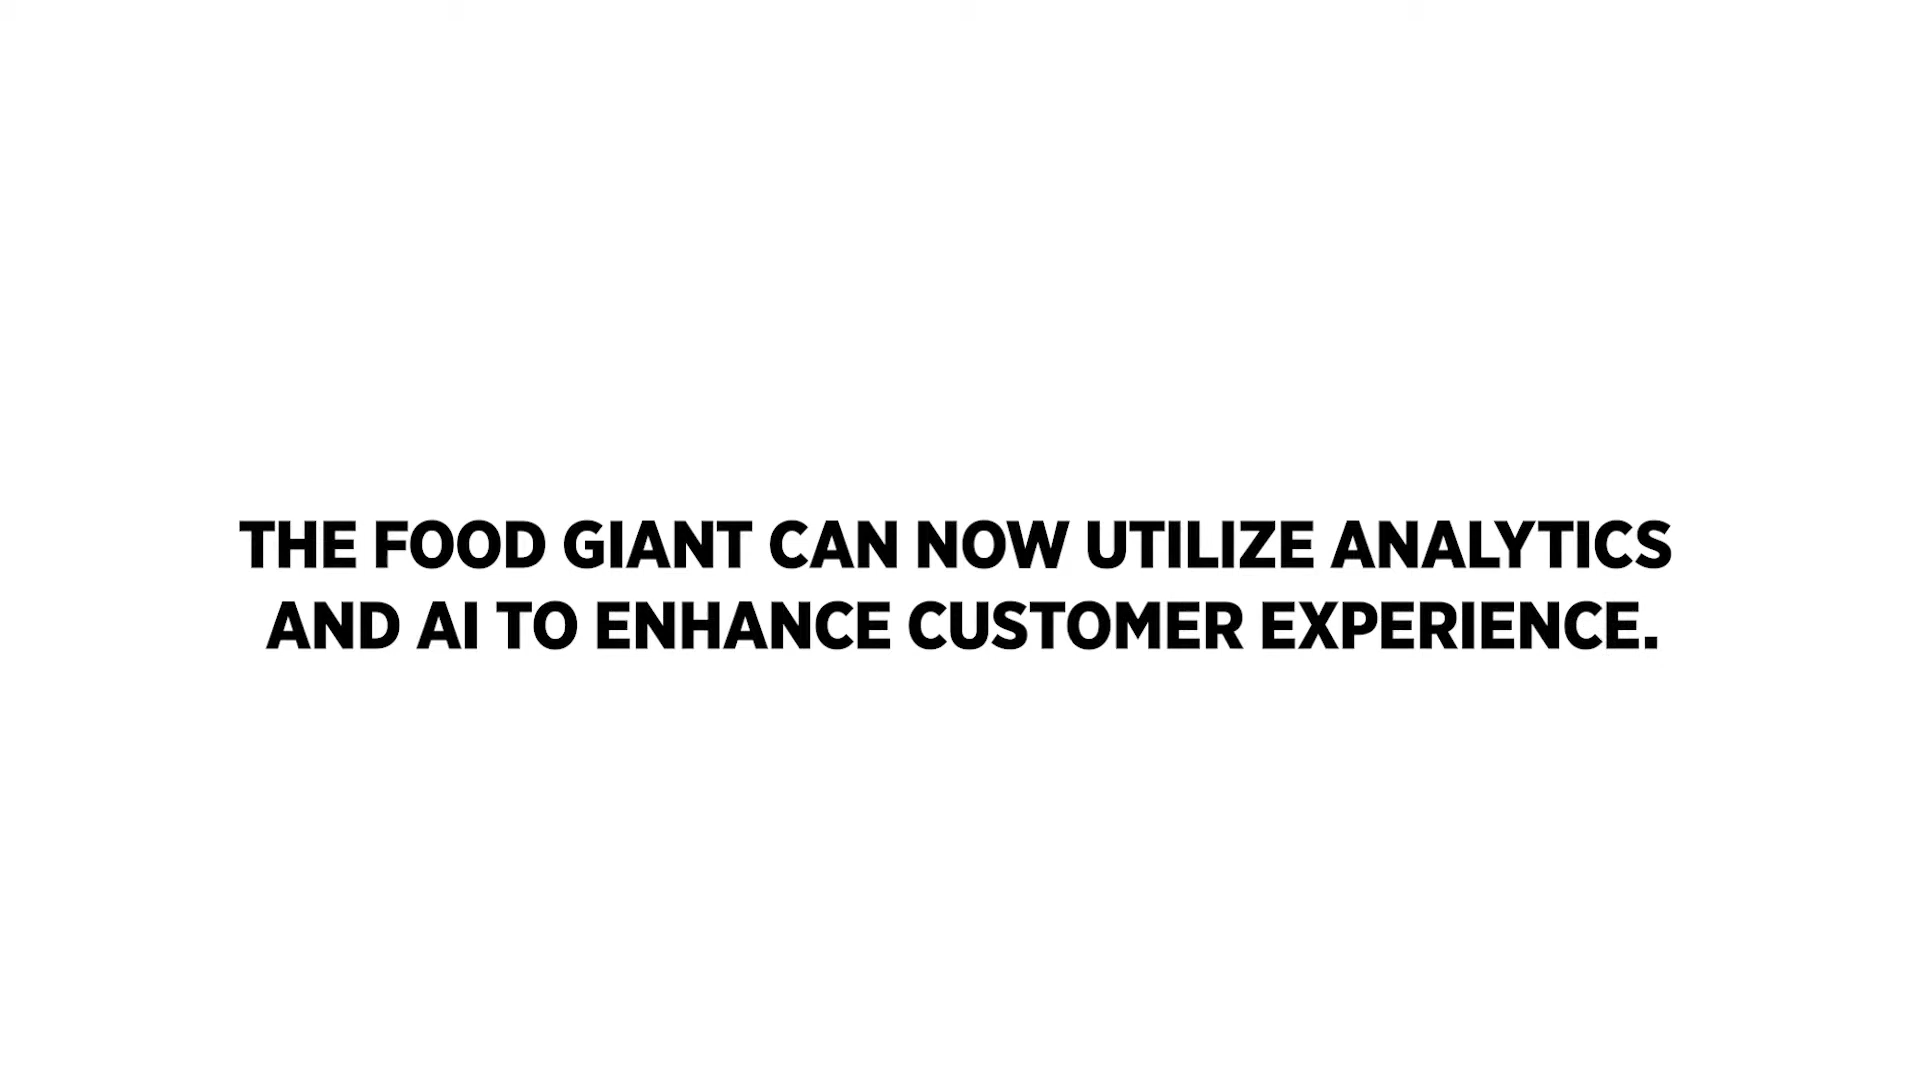 THE FOOD GIANT CAN NOW UTILIZE ANALYTICS
AND AI TO ENHANCE CUSTOMER EXPERIENCE.